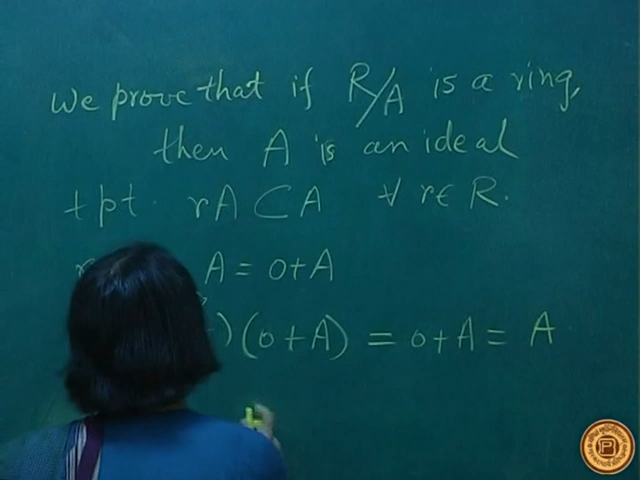 We prove that if R/A is a ring,
then A is an ideal
tpt. rA ⊂ A ∀ r ∈ R.
A = 0+A
)(0+A) = 0+A = A